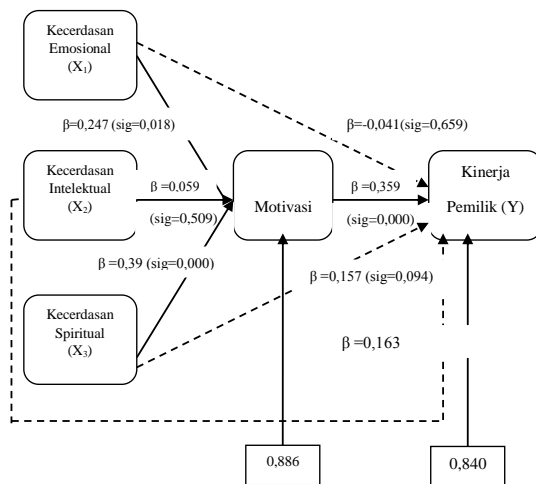 Kecerdasan
Emosional
(X₁)
β=0,247 (sig=0,018)
β=-0,041(sig=0,659)
Kecerdasan
Intelektual
(X₂)
β =0,059
(sig=0,509)
Motivasi
β =0,359
(sig=0,000)
Kinerja
Pemilik (Y)
β = 0,39 (sig=0,000)
β =0,157 (sig=0,094)
Kecerdasan
Spiritual
(X₃)
β =0,163
0,886
0,840